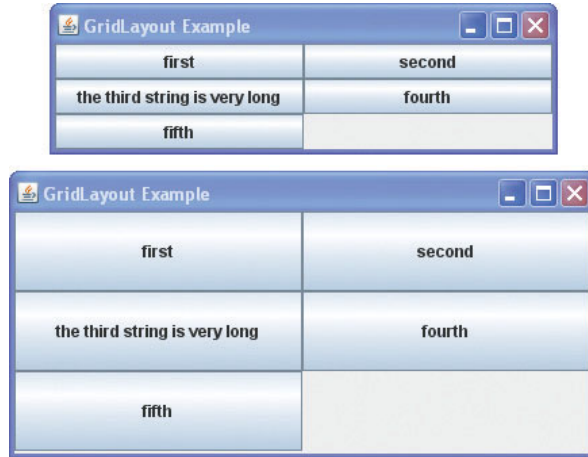 GridLayout Example
first second
the third string is very long fourth
fifth
GridLayout Example
first second
the third string is very long fourth
fifth